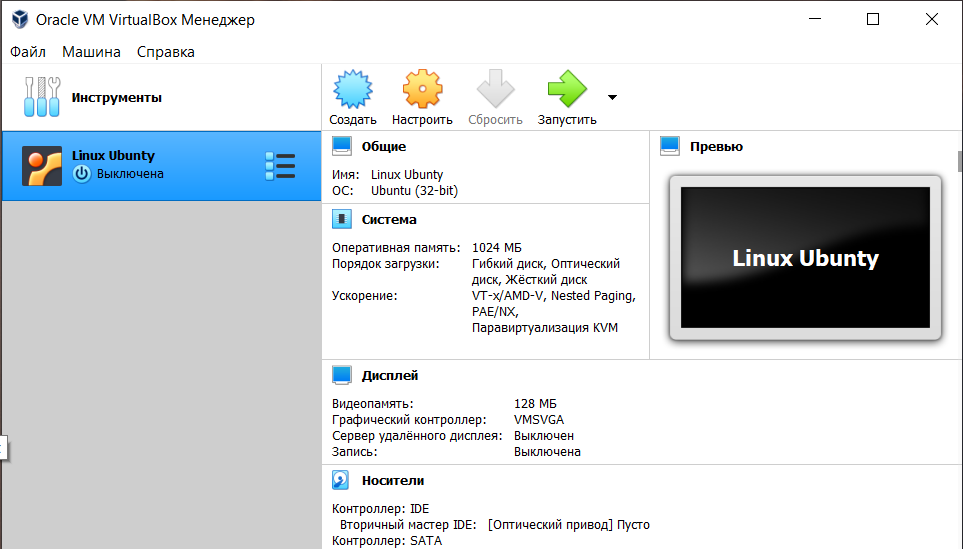 Oracle VM VirtualBox Менеджер
Файл Машина Справка
Инструменты
Создать Настроить Сбросить Запустить
Linux Ubunty
Выключена
Общие
Имя: Linux Ubunty
ОС: Ubuntu (32-bit)
Превью
Linux Ubunty
Система
Оперативная память: 1024 МБ
Порядок загрузки: Гибкий диск, Оптический
диск, Жёсткий диск
Ускорение: VT-x/AMD-V, Nested Paging,
PAE/NX,
Паравиртуализация KVM
Дисплей
Видеопамять: 128 МБ
Графический контроллер: VMSVGA
Сервер удалённого дисплея: Выключен
Запись: Выключена
Носители
Контроллер: IDE
Вторичный мастер IDE: [Оптический привод] Пусто
Контроллер: SATA